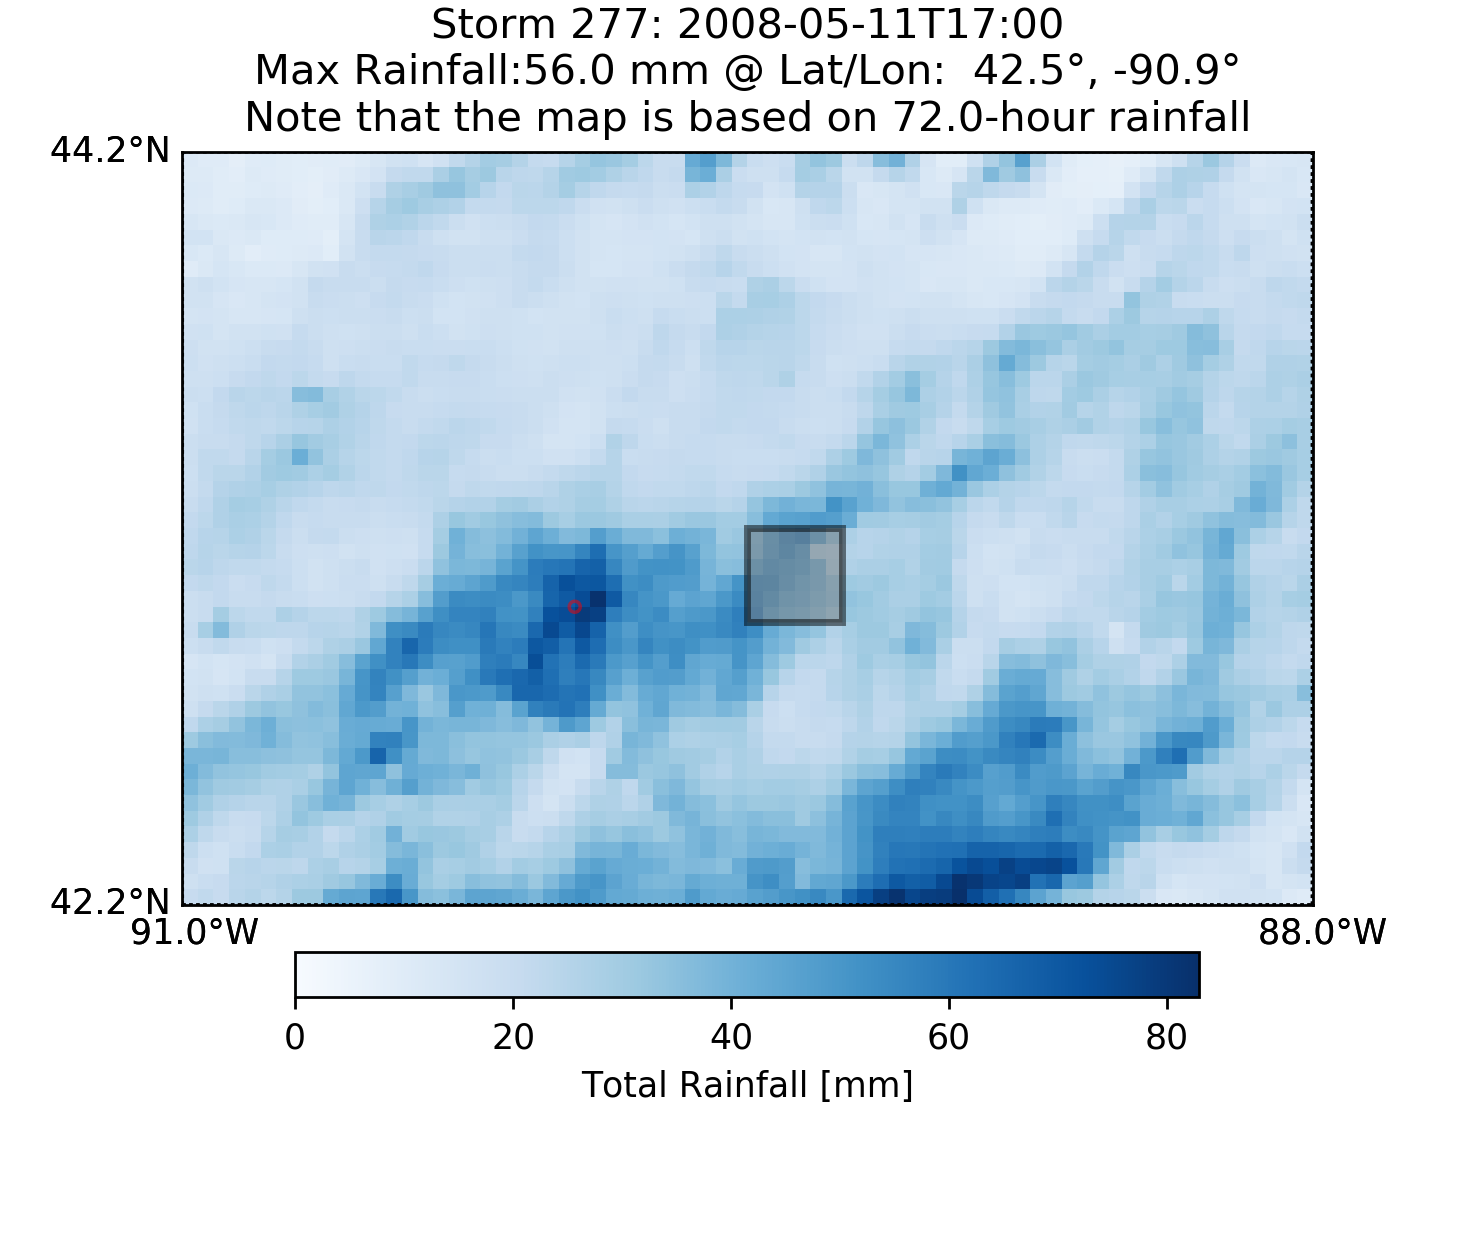 Storm 277: 2008-05-11T17:00
Max Rainfall:56.0 mm @ Lat/Lon:  42.5°, -90.9°
Note that the map is based on 72.0-hour rainfall
44.2°N
42.2°N
91.0°W 88.0°W
0 20 40 60 80
Total Rainfall [mm]